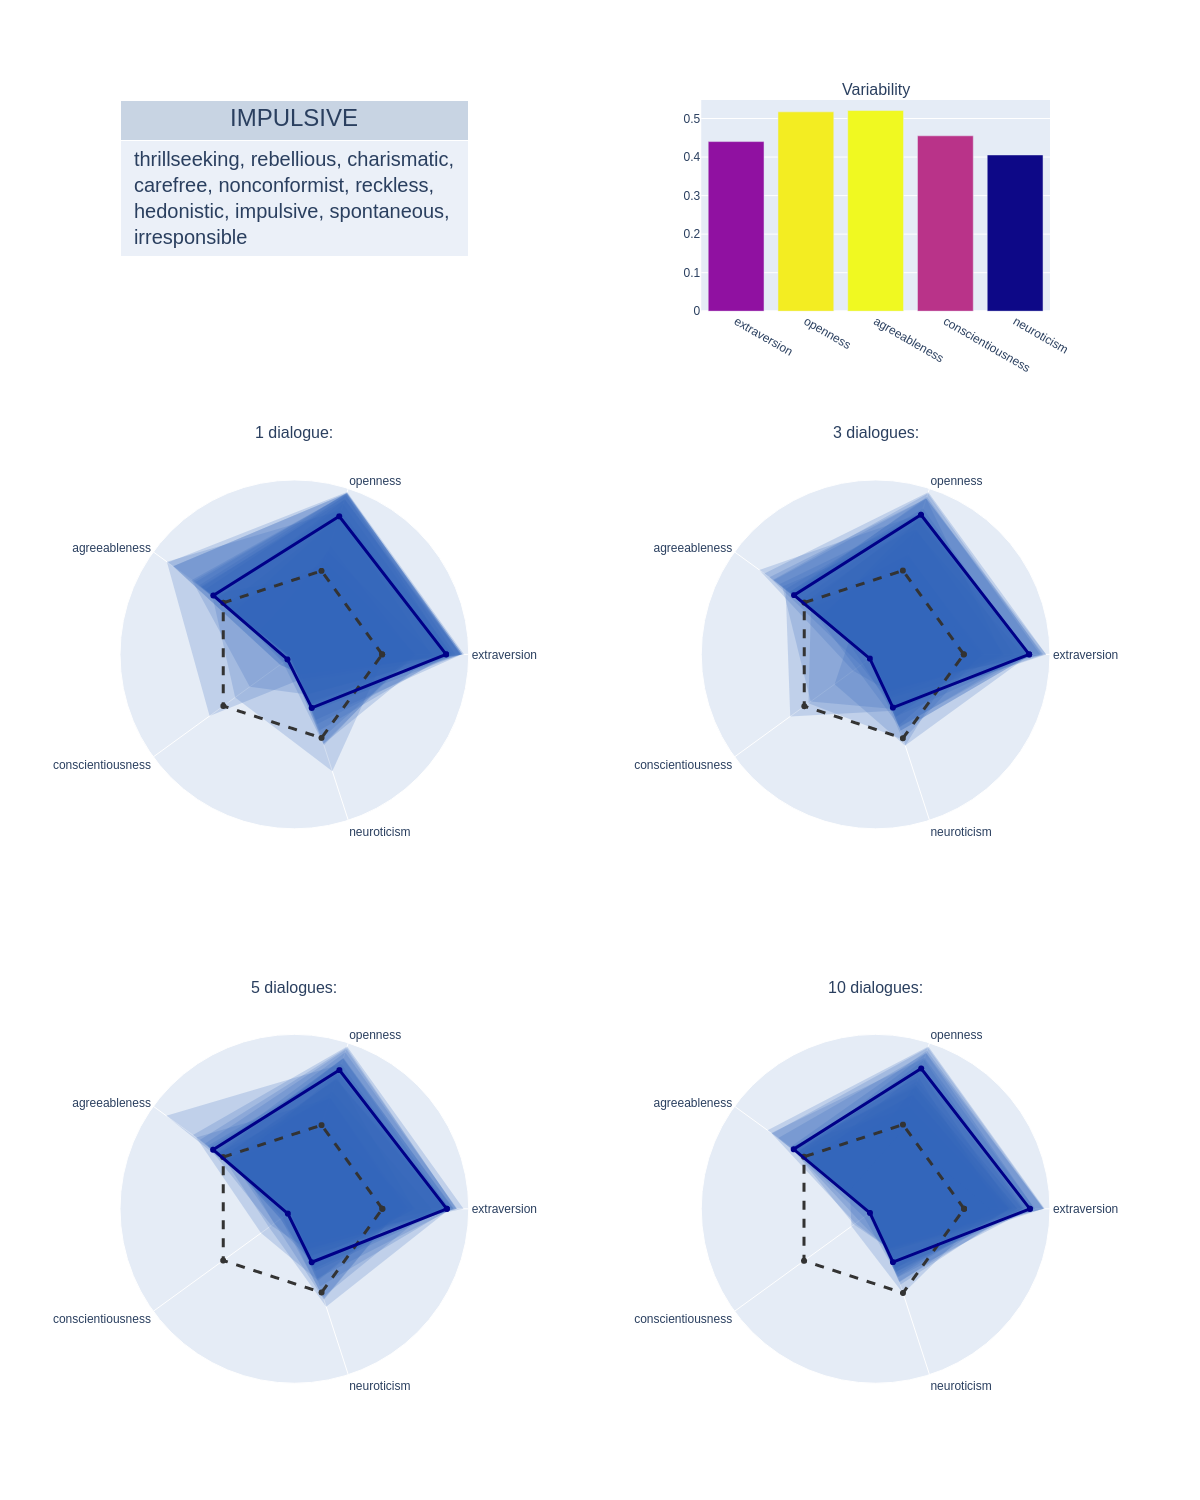 IMPULSIVE
thrillseeking, rebellious, charismatic,
carefree, nonconformist, reckless,
hedonistic, impulsive, spontaneous,
irresponsible
Variability
0.5
0.4
0.3
0.2
0.1
0
extraversion
openness
agreeableness
conscientiousness
neuroticism
1 dialogue:
openness
agreeableness
extraversion
conscientiousness
neuroticism
3 dialogues:
openness
agreeableness
extraversion
conscientiousness
neuroticism
5 dialogues:
openness
agreeableness
extraversion
conscientiousness
neuroticism
10 dialogues:
openness
agreeableness
extraversion
conscientiousness
neuroticism